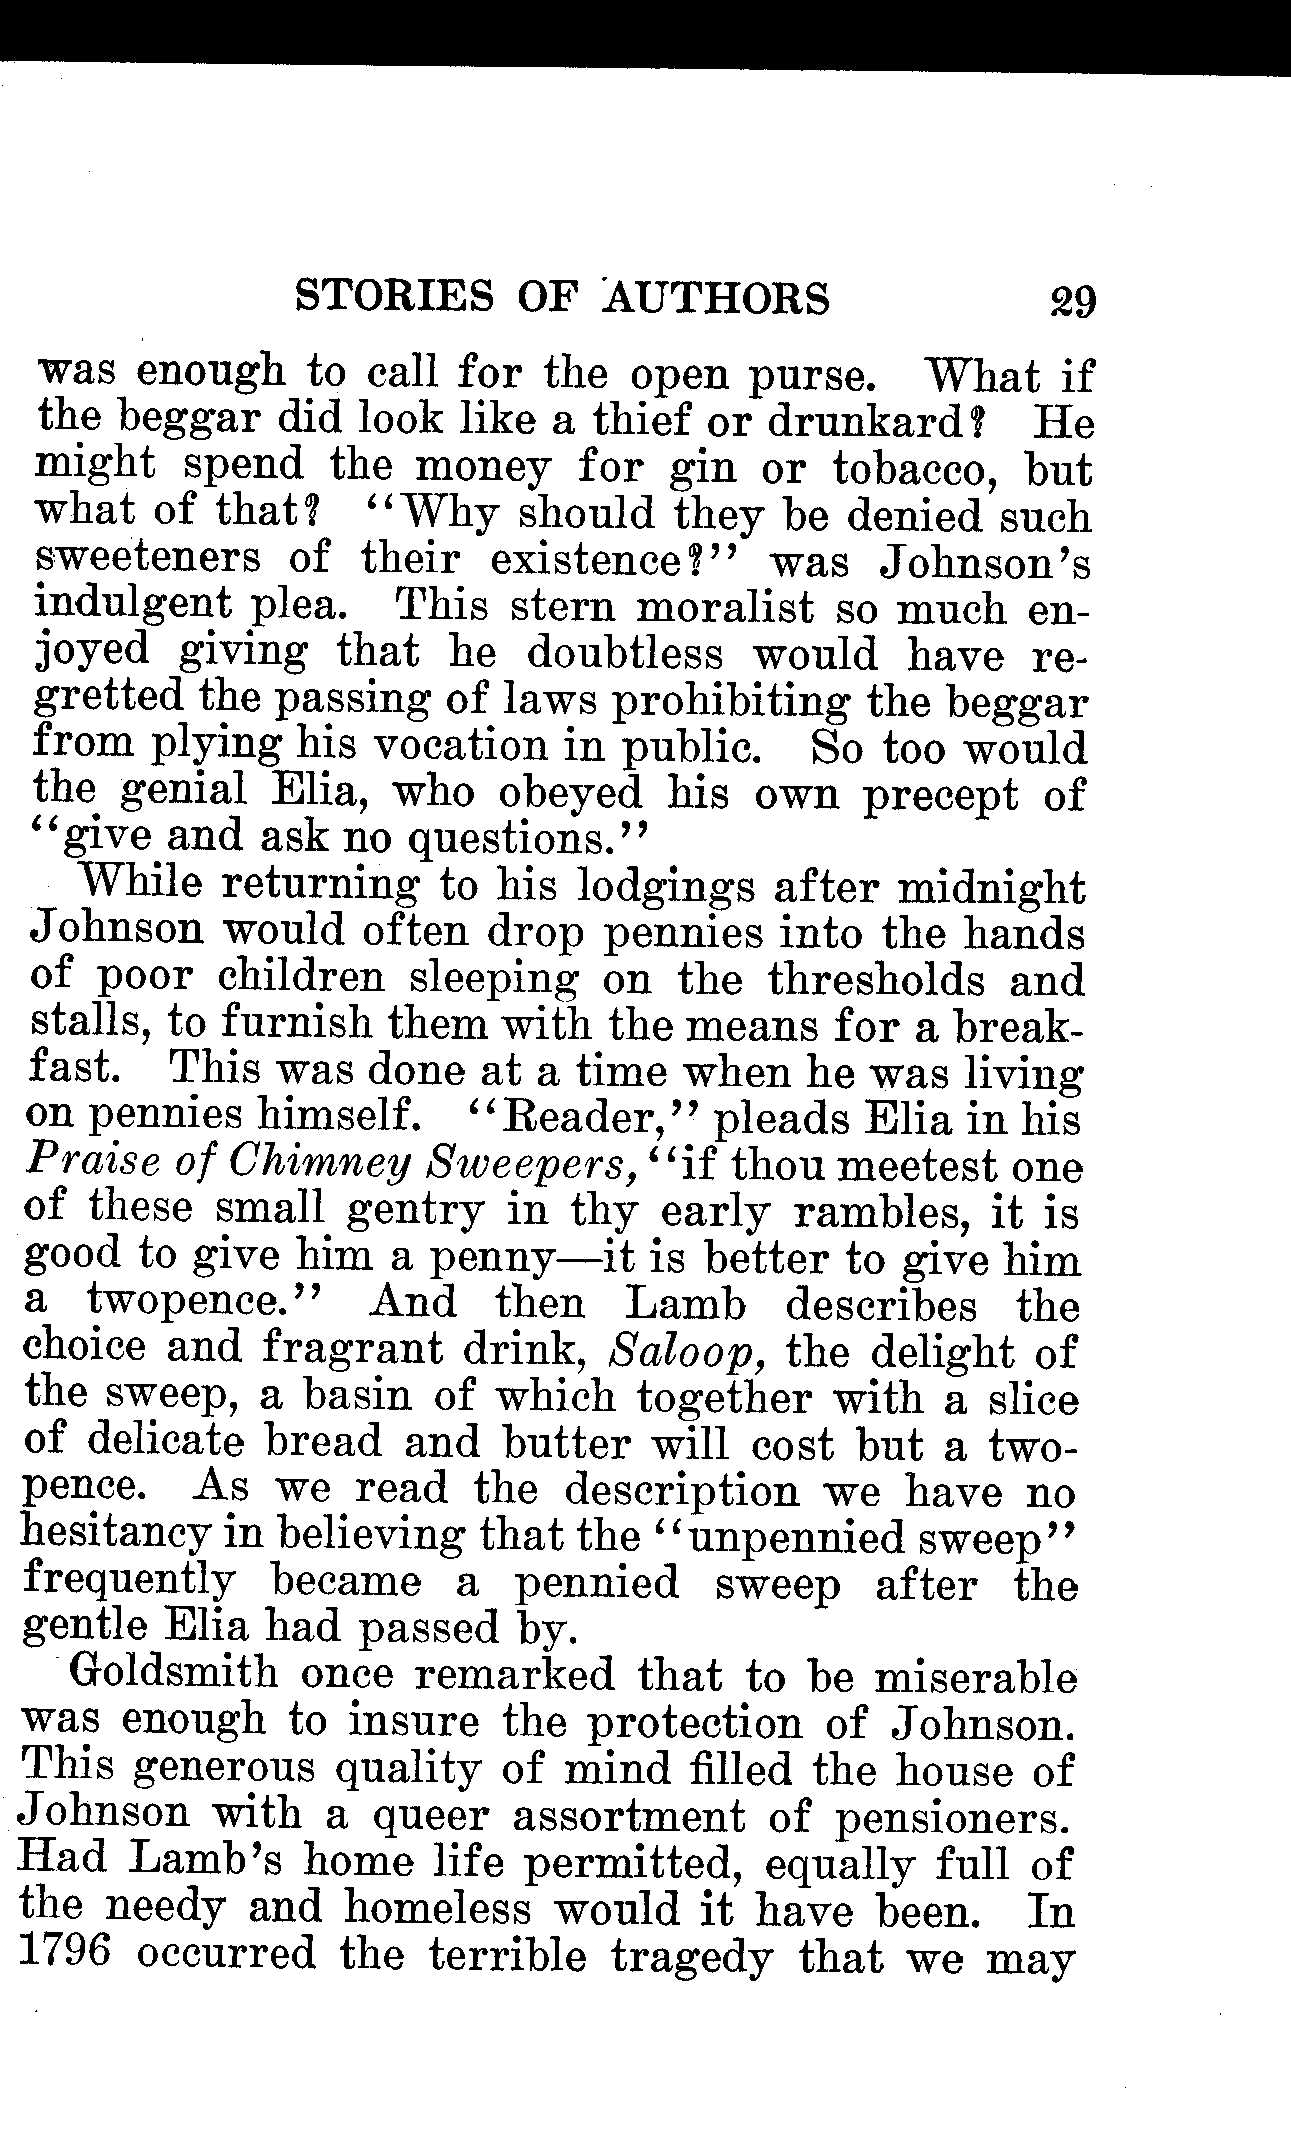 STORIES OF AUTHORS 29
was enough to call for the open purse. What if
the beggar did look like a thief or drunkard? He
might spend the money for gin or tobacco, but
what of that? "Why should they be denied such
sweeteners of their existence?" was Johnson's
indulgent plea. This stern moralist so much en-
joyed giving that he doubtless would have re-
gretted the passing of laws prohibiting the beggar
from plying his vocation in public. So too would
the genial Elia, who obeyed his own precept of
"give and ask no questions."
While returning to his lodgings after midnight
Johnson would often drop pennies into the hands
of poor children sleeping on the thresholds and
stalls, to furnish them with the means for a break-
fast. This was done at a time when he was living
on pennies himself. "Reader," pleads Elia in his
Praise of Chimney Sweepers, "if thou meetest one
of these small gentry in thy early rambles, it is
good to give him a penny—it is better to give him
a twopence." And then Lamb describes the
choice and fragrant drink, Saloop, the delight of
the sweep, a basin of which together with a slice
of delicate bread and butter will cost but a two-
pence. As we read the description we have no
hesitancy in believing that the "unpennied sweep"
frequently became a pennied sweep after the
gentle Elia had passed by.
Goldsmith once remarked that to be miserable
was enough to insure the protection of Johnson.
This generous quality of mind filled the house of
Johnson with a queer assortment of pensioners.
Had Lamb's home life permitted, equally full of
the needy and homeless would it have been. In
1796 occurred the terrible tragedy that we may